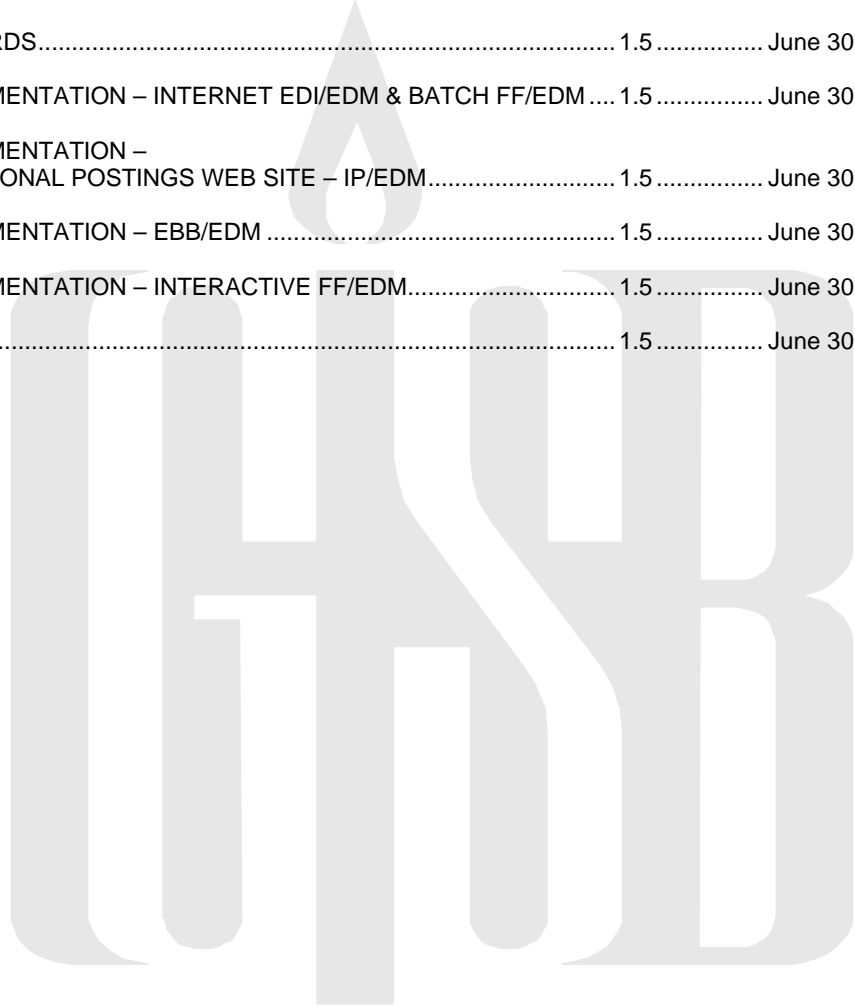 RDS...................................................................................... 1.5 ................ June 30
MENTATION – INTERNET EDI/EDM & BATCH FF/EDM .... 1.5 ................ June 30
MENTATION –
ONAL POSTINGS WEB SITE – IP/EDM............................ 1.5 ................ June 30
MENTATION – EBB/EDM .................................................... 1.5 ................ June 30
MENTATION – INTERACTIVE FF/EDM............................... 1.5 ................ June 30
............................................................................................ 1.5 ................ June 30
GISB